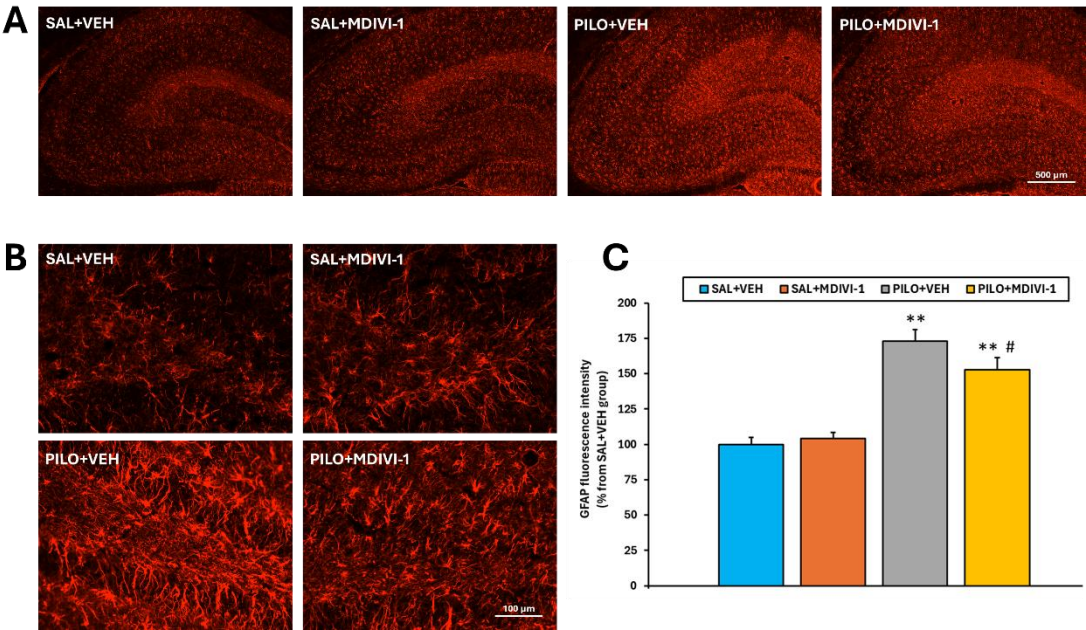 A
SAL+VEH
SAL+MDIVI-1
PILO+VEH
PILO+MDIVI-1
500 µm
B
SAL+VEH
SAL+MDIVI-1
PILO+VEH
PILO+MDIVI-1
100 µm
C
SAL+VEH SAL+MDIVI-1 PILO+VEH PILO+MDIVI-1
GFAP fluorescence intensity
(% from SAL+VEH group)
200
175
150
125
100
75
50
25
0
**
** #